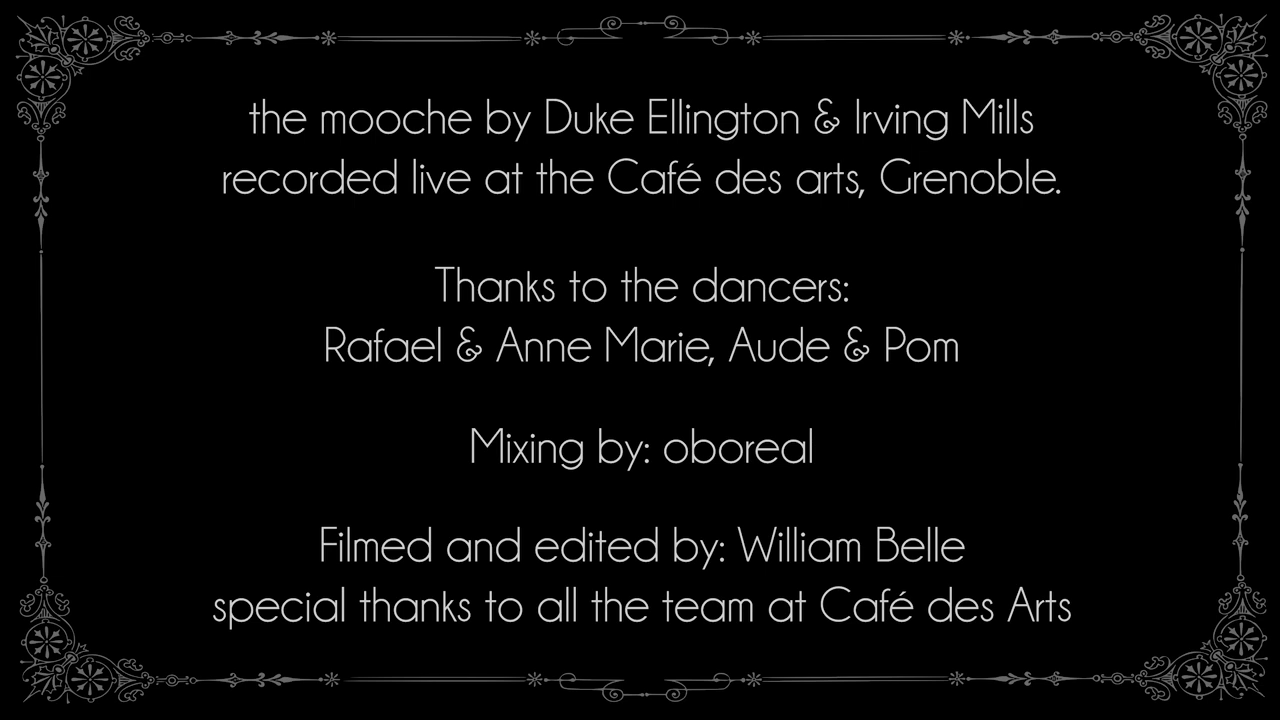 the mooche by Duke Ellington & Irving Mills
recorded live at the Café des arts, Grenoble.
Thanks to the dancers:
Rafael & Anne Marie, Aude & Pom
Mixing by: oboreal
Filmed and edited by: William Belle
special thanks to all the team at Café des Arts